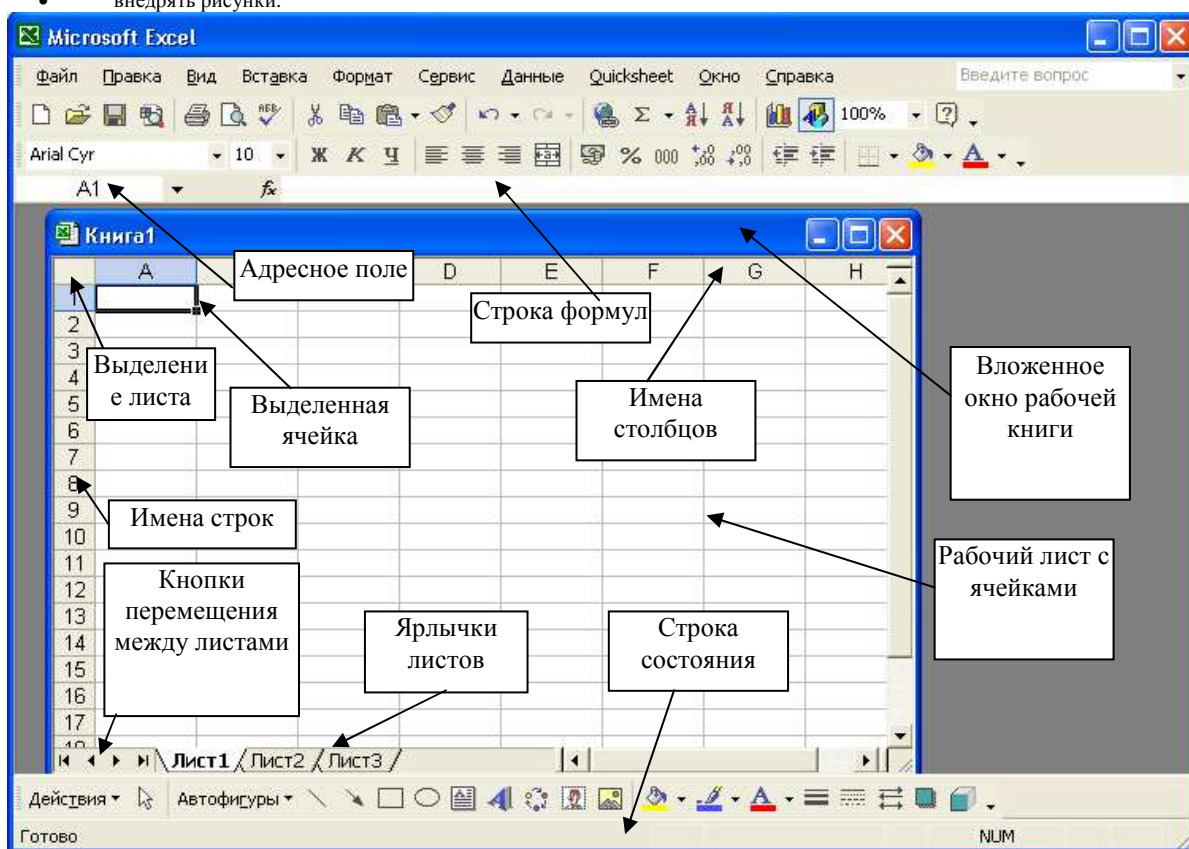 • внедрять рисунки.
Microsoft Excel
Файл Правка Вид Вставка Формат Сервис Данные Quicksheet Окно Справка Введите вопрос
100%
Arial Cyr 10 Ж К Ч % 000
A1 fx
Книга1
A D E F G H
Адресное поле
Строка формул
1
2
3
4
5
6
7
8
9
10
11
12
13
14
15
16
17
Выделени
е листа
Выделенная
ячейка
Имена
столбцов
Вложенное
окно рабочей
книги
Имена строк
Рабочий лист с
ячейками
Кнопки
перемещения
между листами
Ярлычки
листов
Строка
состояния
Лист1 Лист2 Лист3
Действия Автофигуры
Готово NUM